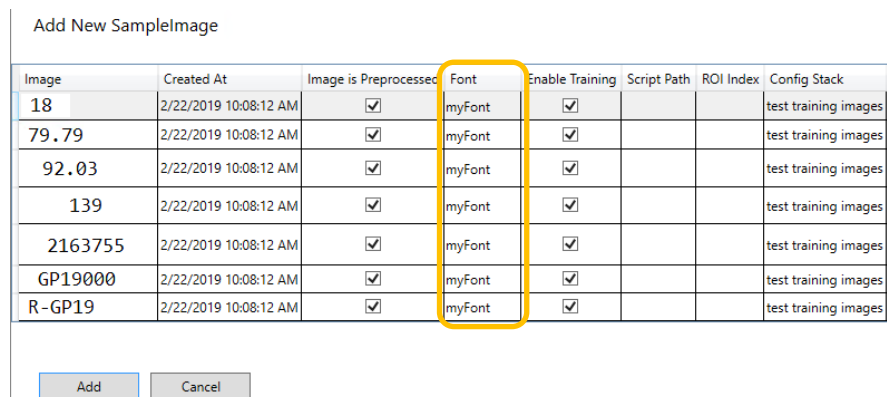 Add New SampleImage
Image Created At Image is Preprocessed Font Enable Training Script Path ROI Index Config Stack
18 2/22/2019 10:08:12 AM myFont test training images
79.79 2/22/2019 10:08:12 AM myFont test training images
92.03 2/22/2019 10:08:12 AM myFont test training images
139 2/22/2019 10:08:12 AM myFont test training images
2163755 2/22/2019 10:08:12 AM myFont test training images
GP19000 2/22/2019 10:08:12 AM myFont test training images
R-GP19 2/22/2019 10:08:12 AM myFont test training images
Add Cancel